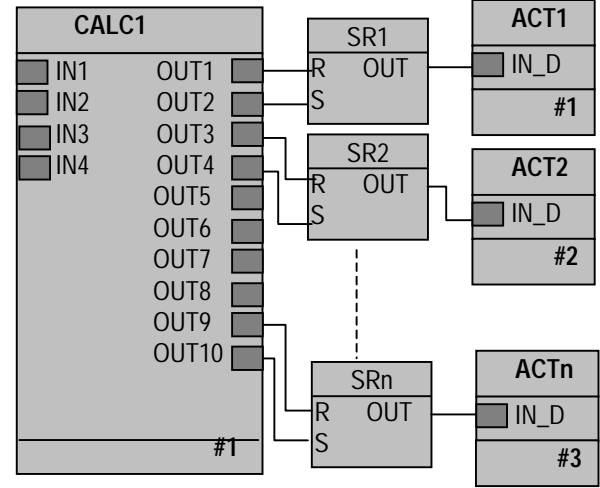 CALC1
IN1 OUT1
IN2 OUT2
IN3 OUT3
IN4 OUT4
OUT5
OUT6
OUT7
OUT8
OUT9
OUT10
#1
SR1
R OUT
S
ACT1
IN_D
#1
SR2
R OUT
S
ACT2
IN_D
#2
SRn
R OUT
S
ACTn
IN_D
#3